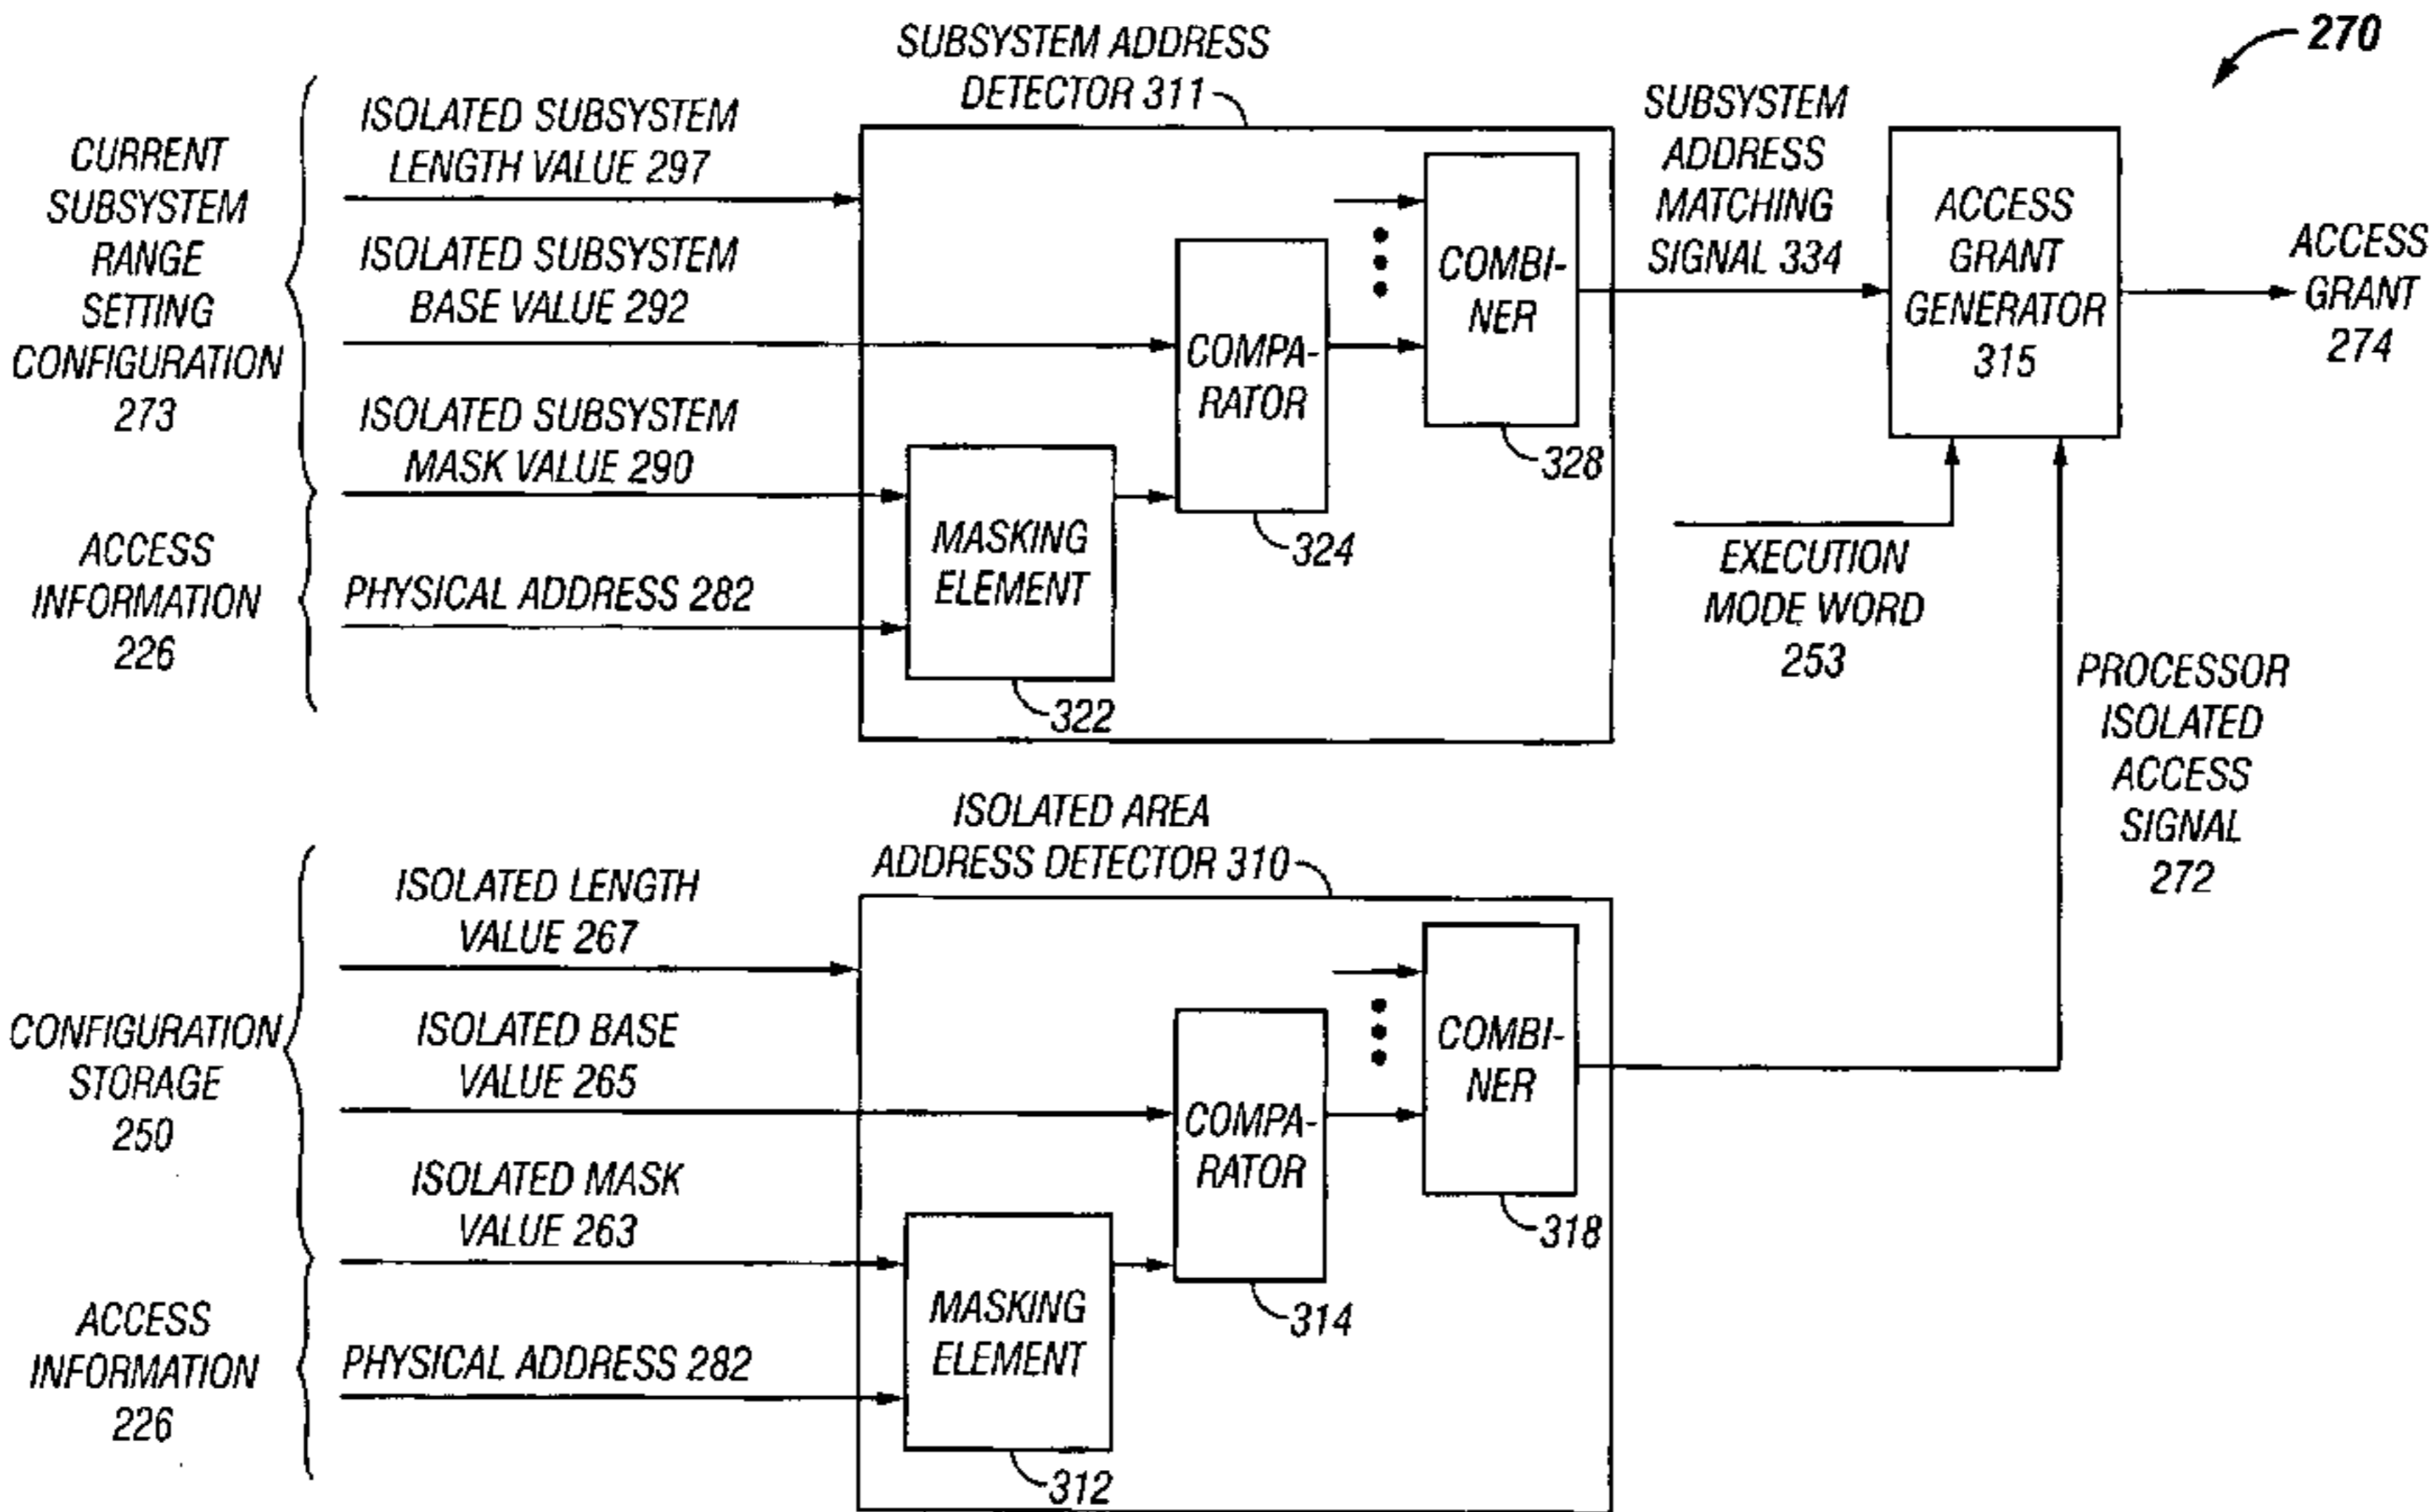 270
SUBSYSTEM ADDRESS
DETECTOR 311
CURRENT
SUBSYSTEM
RANGE
SETTING
CONFIGURATION
273
ISOLATED SUBSYSTEM
LENGTH VALUE 297
ISOLATED SUBSYSTEM
BASE VALUE 292
ISOLATED SUBSYSTEM
MASK VALUE 290
ACCESS
INFORMATION
226
PHYSICAL ADDRESS 282
MASKING
ELEMENT
322
COMPA-
RATOR
324
COMBI-
NER
328
SUBSYSTEM
ADDRESS
MATCHING
SIGNAL 334
ACCESS
GRANT
GENERATOR
315
ACCESS
GRANT
274
EXECUTION
MODE WORD
253
PROCESSOR
ISOLATED
ACCESS
SIGNAL
272
ISOLATED AREA
ADDRESS DETECTOR 310
CONFIGURATION
STORAGE
250
ISOLATED LENGTH
VALUE 267
ISOLATED BASE
VALUE 265
ISOLATED MASK
VALUE 263
ACCESS
INFORMATION
226
PHYSICAL ADDRESS 282
MASKING
ELEMENT
312
COMPA-
RATOR
314
COMBI-
NER
318